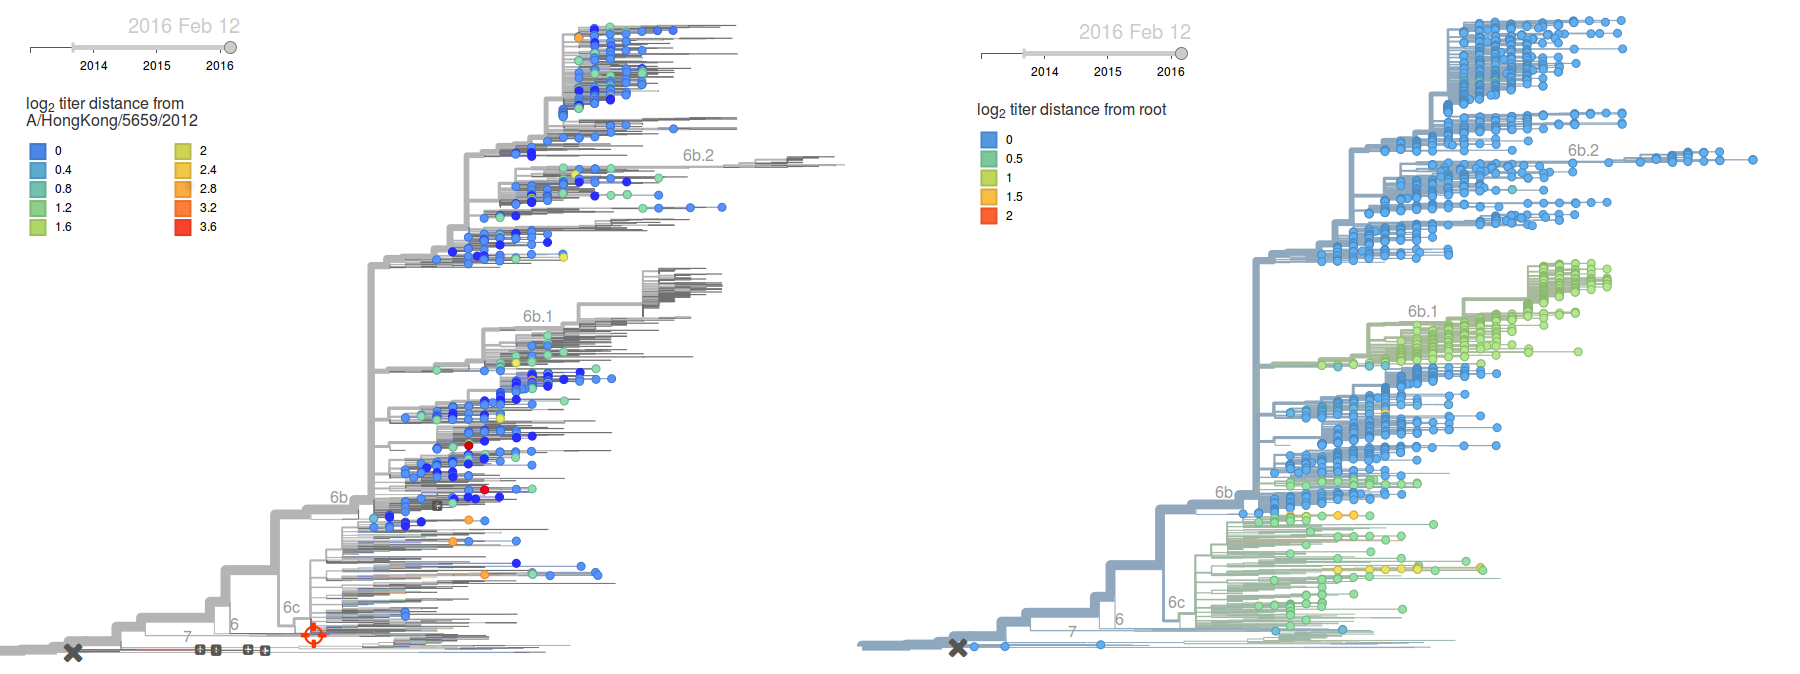 2016 Feb 12
2014 2015 2016
log2 titer distance from
A/HongKong/5659/2012
0 2
0.4 2.4
0.8 2.8
1.2 3.2
1.6 3.6
6b.2
6b.1
6b
6c
6
7
2016 Feb 12
2014 2015 2016
log2 titer distance from root
0
0.5
1
1.5
2
6b.2
6b.1
6b
6c
6
7